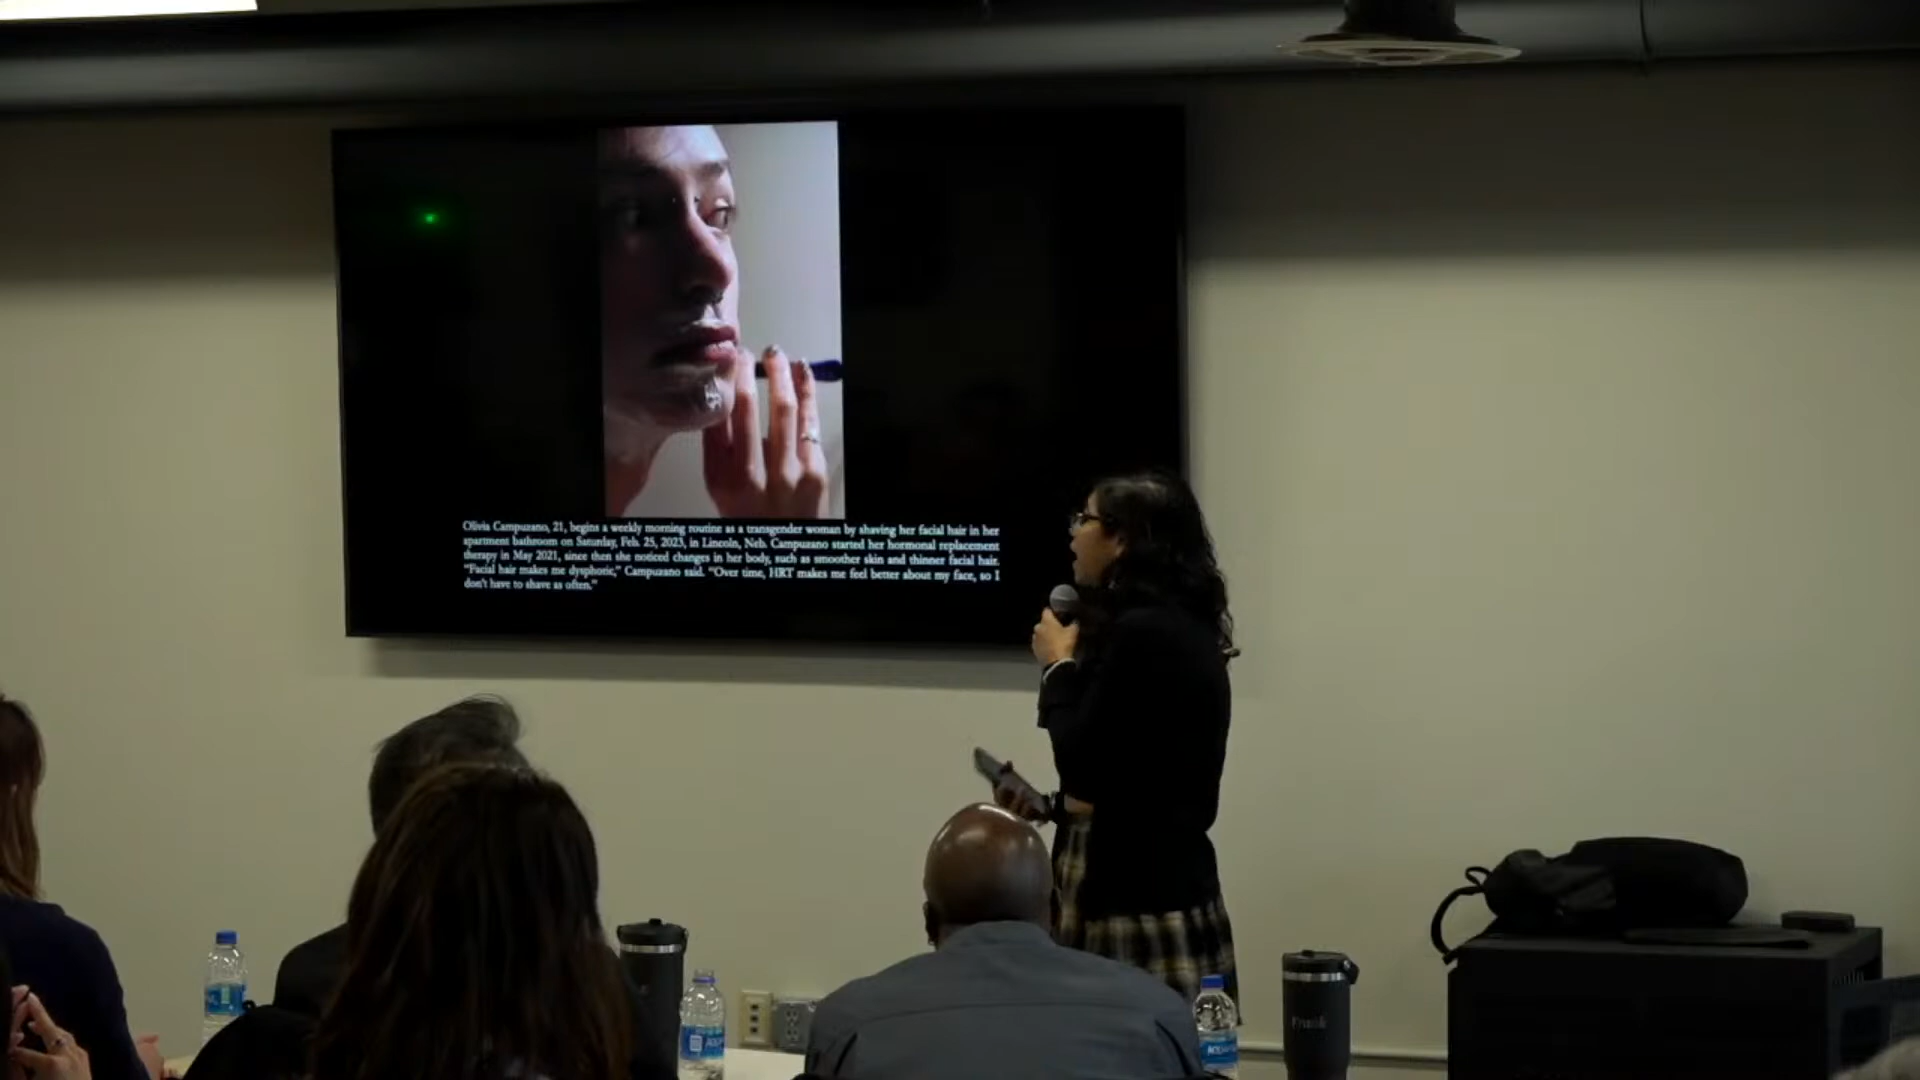 Olivia Campuzano, 21, begins a weekly morning routine as a transgender woman by shaving her facial hair in her
apartment bathroom on Saturday, Feb. 25, 2023, in Lincoln, Neb. Campuzano started her hormonal replacement
therapy in May 2021, since then she noticed changes in her body, such as smoother skin and thinner facial hair.
"Facial hair makes me dysphoric," Campuzano said. "Over time, HRT makes me feel better about my face, so I
don't have to shave as often."